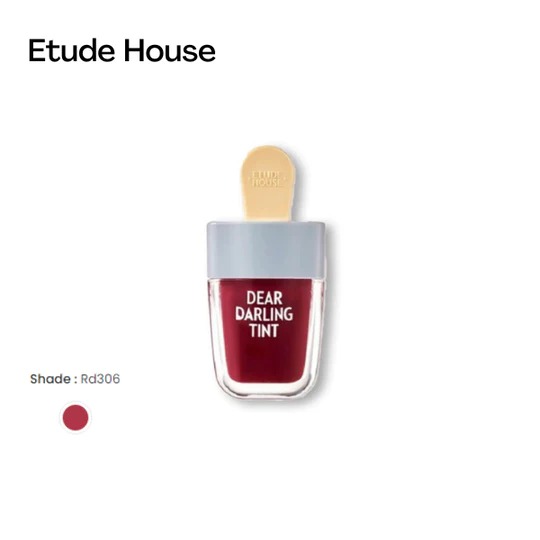 Etude House
ETUDE
HOUSE
DEAR
DARLING
TINT
Shade : Rd306